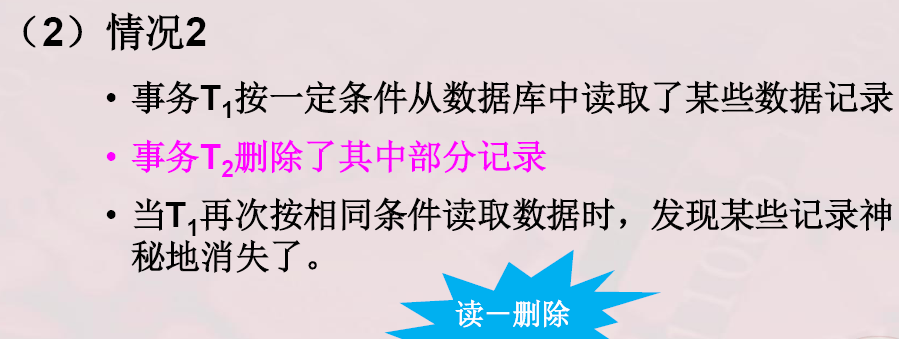 （2）情况2
• 事务T1按一定条件从数据库中读取了某些数据记录
• 事务T2删除了其中部分记录
• 当T1再次按相同条件读取数据时，发现某些记录神
秘地消失了。
读－删除